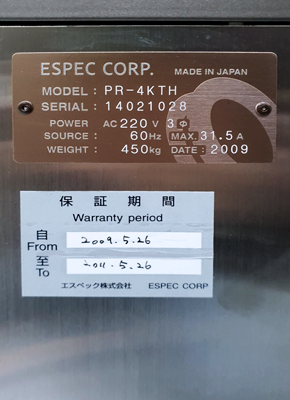 ESPEC CORP. MADE IN JAPAN
MODEL: PR-4KTH
SERIAL: 14021028
POWER AC 220 V 3 Φ
SOURCE: 60Hz MAX. 31.5 A
WEIGHT: 450kg DATE: 2009
保証期間
Warranty period
自
From 2009.5.26
至
To 2011.5.26
エスペック株式会社 ESPEC CORP